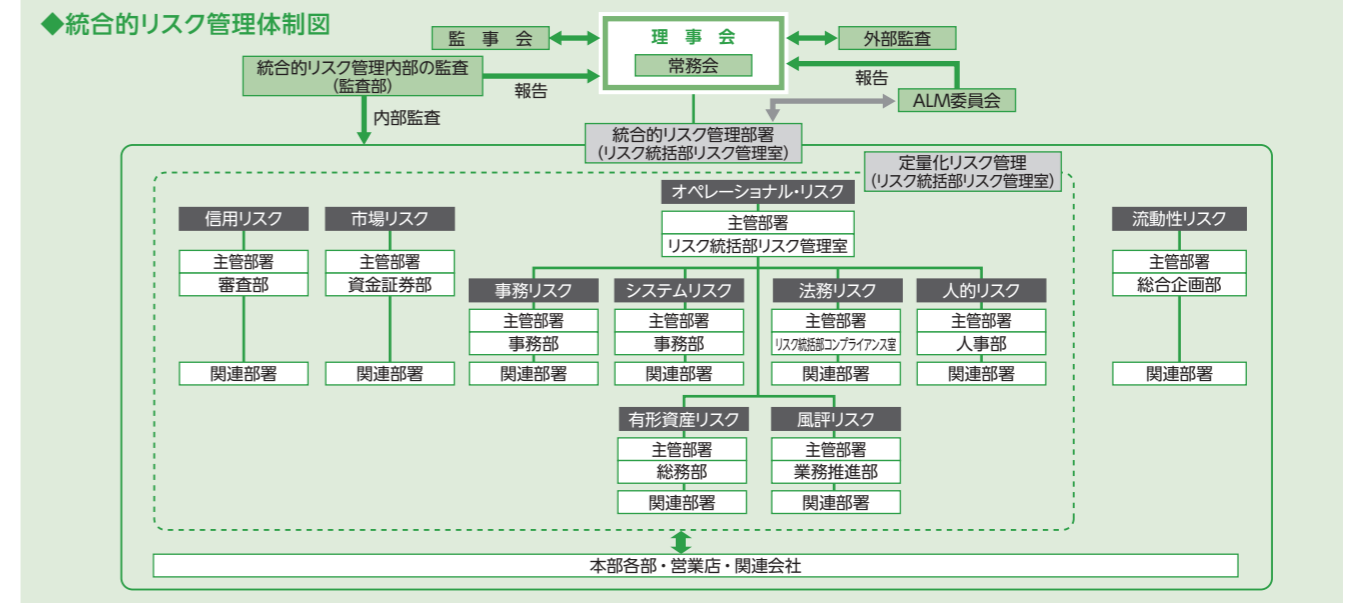 ◆統合的リスク管理体制図
監 事 会
理 事 会
常務会
外部監査
統合的リスク管理内部の監査
(監査部)
報告
報告
ALM委員会
内部監査
統合的リスク管理部署
(リスク統括部リスク管理室)
定量化リスク管理
(リスク統括部リスク管理室)
オペレーショナル・リスク
主管部署
リスク統括部リスク管理室
信用リスク
主管部署
審査部
関連部署
市場リスク
主管部署
資金証券部
関連部署
事務リスク
主管部署
事務部
関連部署
システムリスク
主管部署
事務部
関連部署
法務リスク
主管部署
リスク統括部コンプライアンス室
関連部署
人的リスク
主管部署
人事部
関連部署
流動性リスク
主管部署
総合企画部
関連部署
有形資産リスク
主管部署
総務部
関連部署
風評リスク
主管部署
業務推進部
関連部署
本部各部・営業店・関連会社